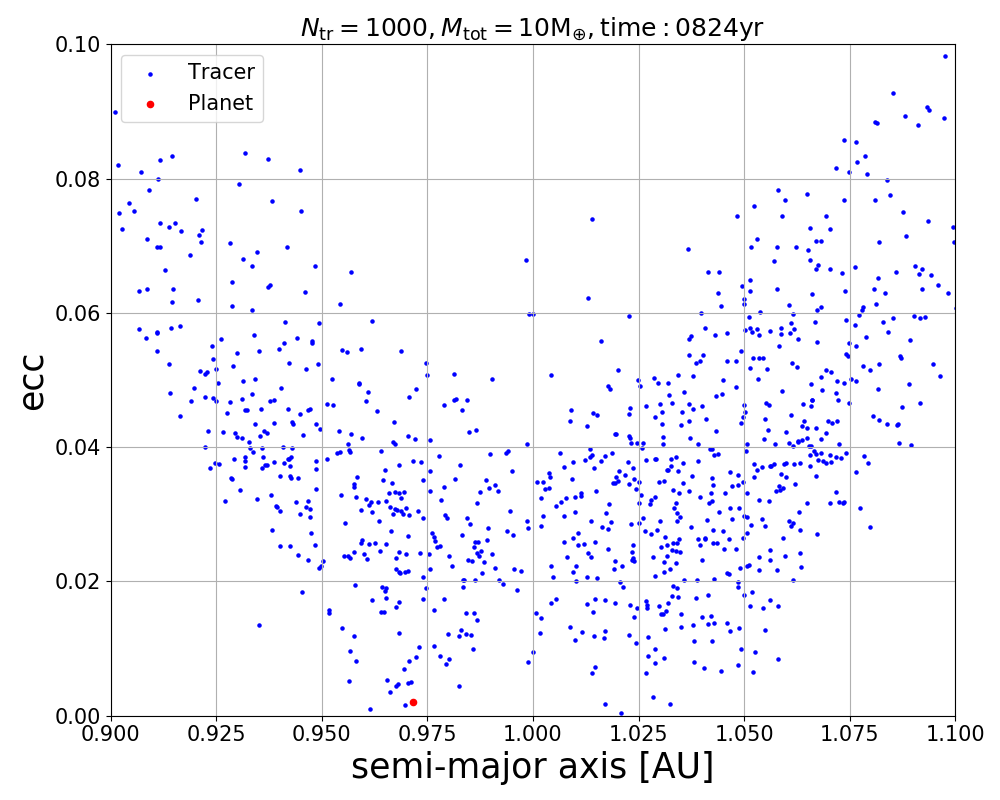 N_tr = 1000, M_tot = 10M_⊕, time : 0824yr
0.10
Tracer
Planet
0.08
0.06
ecc
0.04
0.02
0.00
0.900 0.925 0.950 0.975 1.000 1.025 1.050 1.075 1.100
semi-major axis [AU]